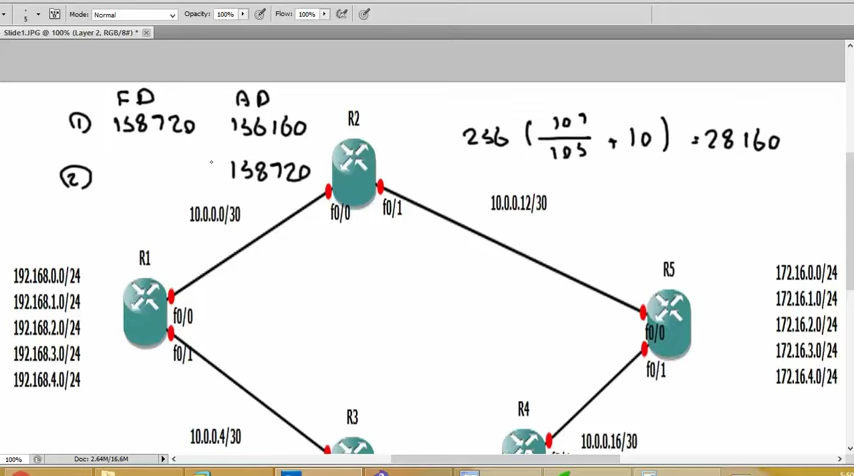 5
Mode: Normal
Opacity: 100%
Flow: 100%
Slide1.JPG @ 100% (Layer 2, RGB/8#) *
FD AD
① 158720 156160
② 158720
256 ( 10⁷ / 10⁵ + 10 ) = 28160
R2
10.0.0.0/30
f0/0
f0/1
10.0.0.12/30
R1
192.168.0.0/24
192.168.1.0/24
192.168.2.0/24
192.168.3.0/24
192.168.4.0/24
f0/0
f0/1
R5
f0/0
f0/1
172.16.0.0/24
172.16.1.0/24
172.16.2.0/24
172.16.3.0/24
172.16.4.0/24
10.0.0.4/30
R3
R4
10.0.0.16/30
100%
Doc: 2.64M/16.6M